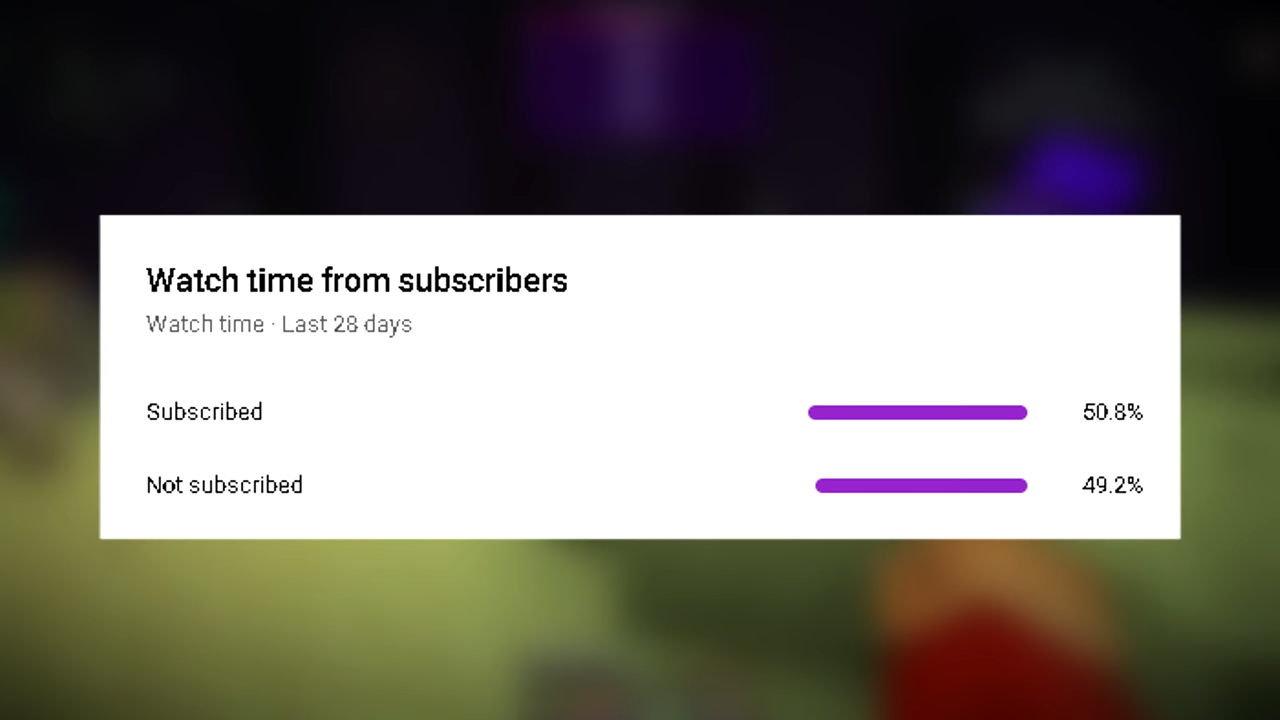 Watch time from subscribers
Watch time · Last 28 days
Subscribed 50.8%
Not subscribed 49.2%